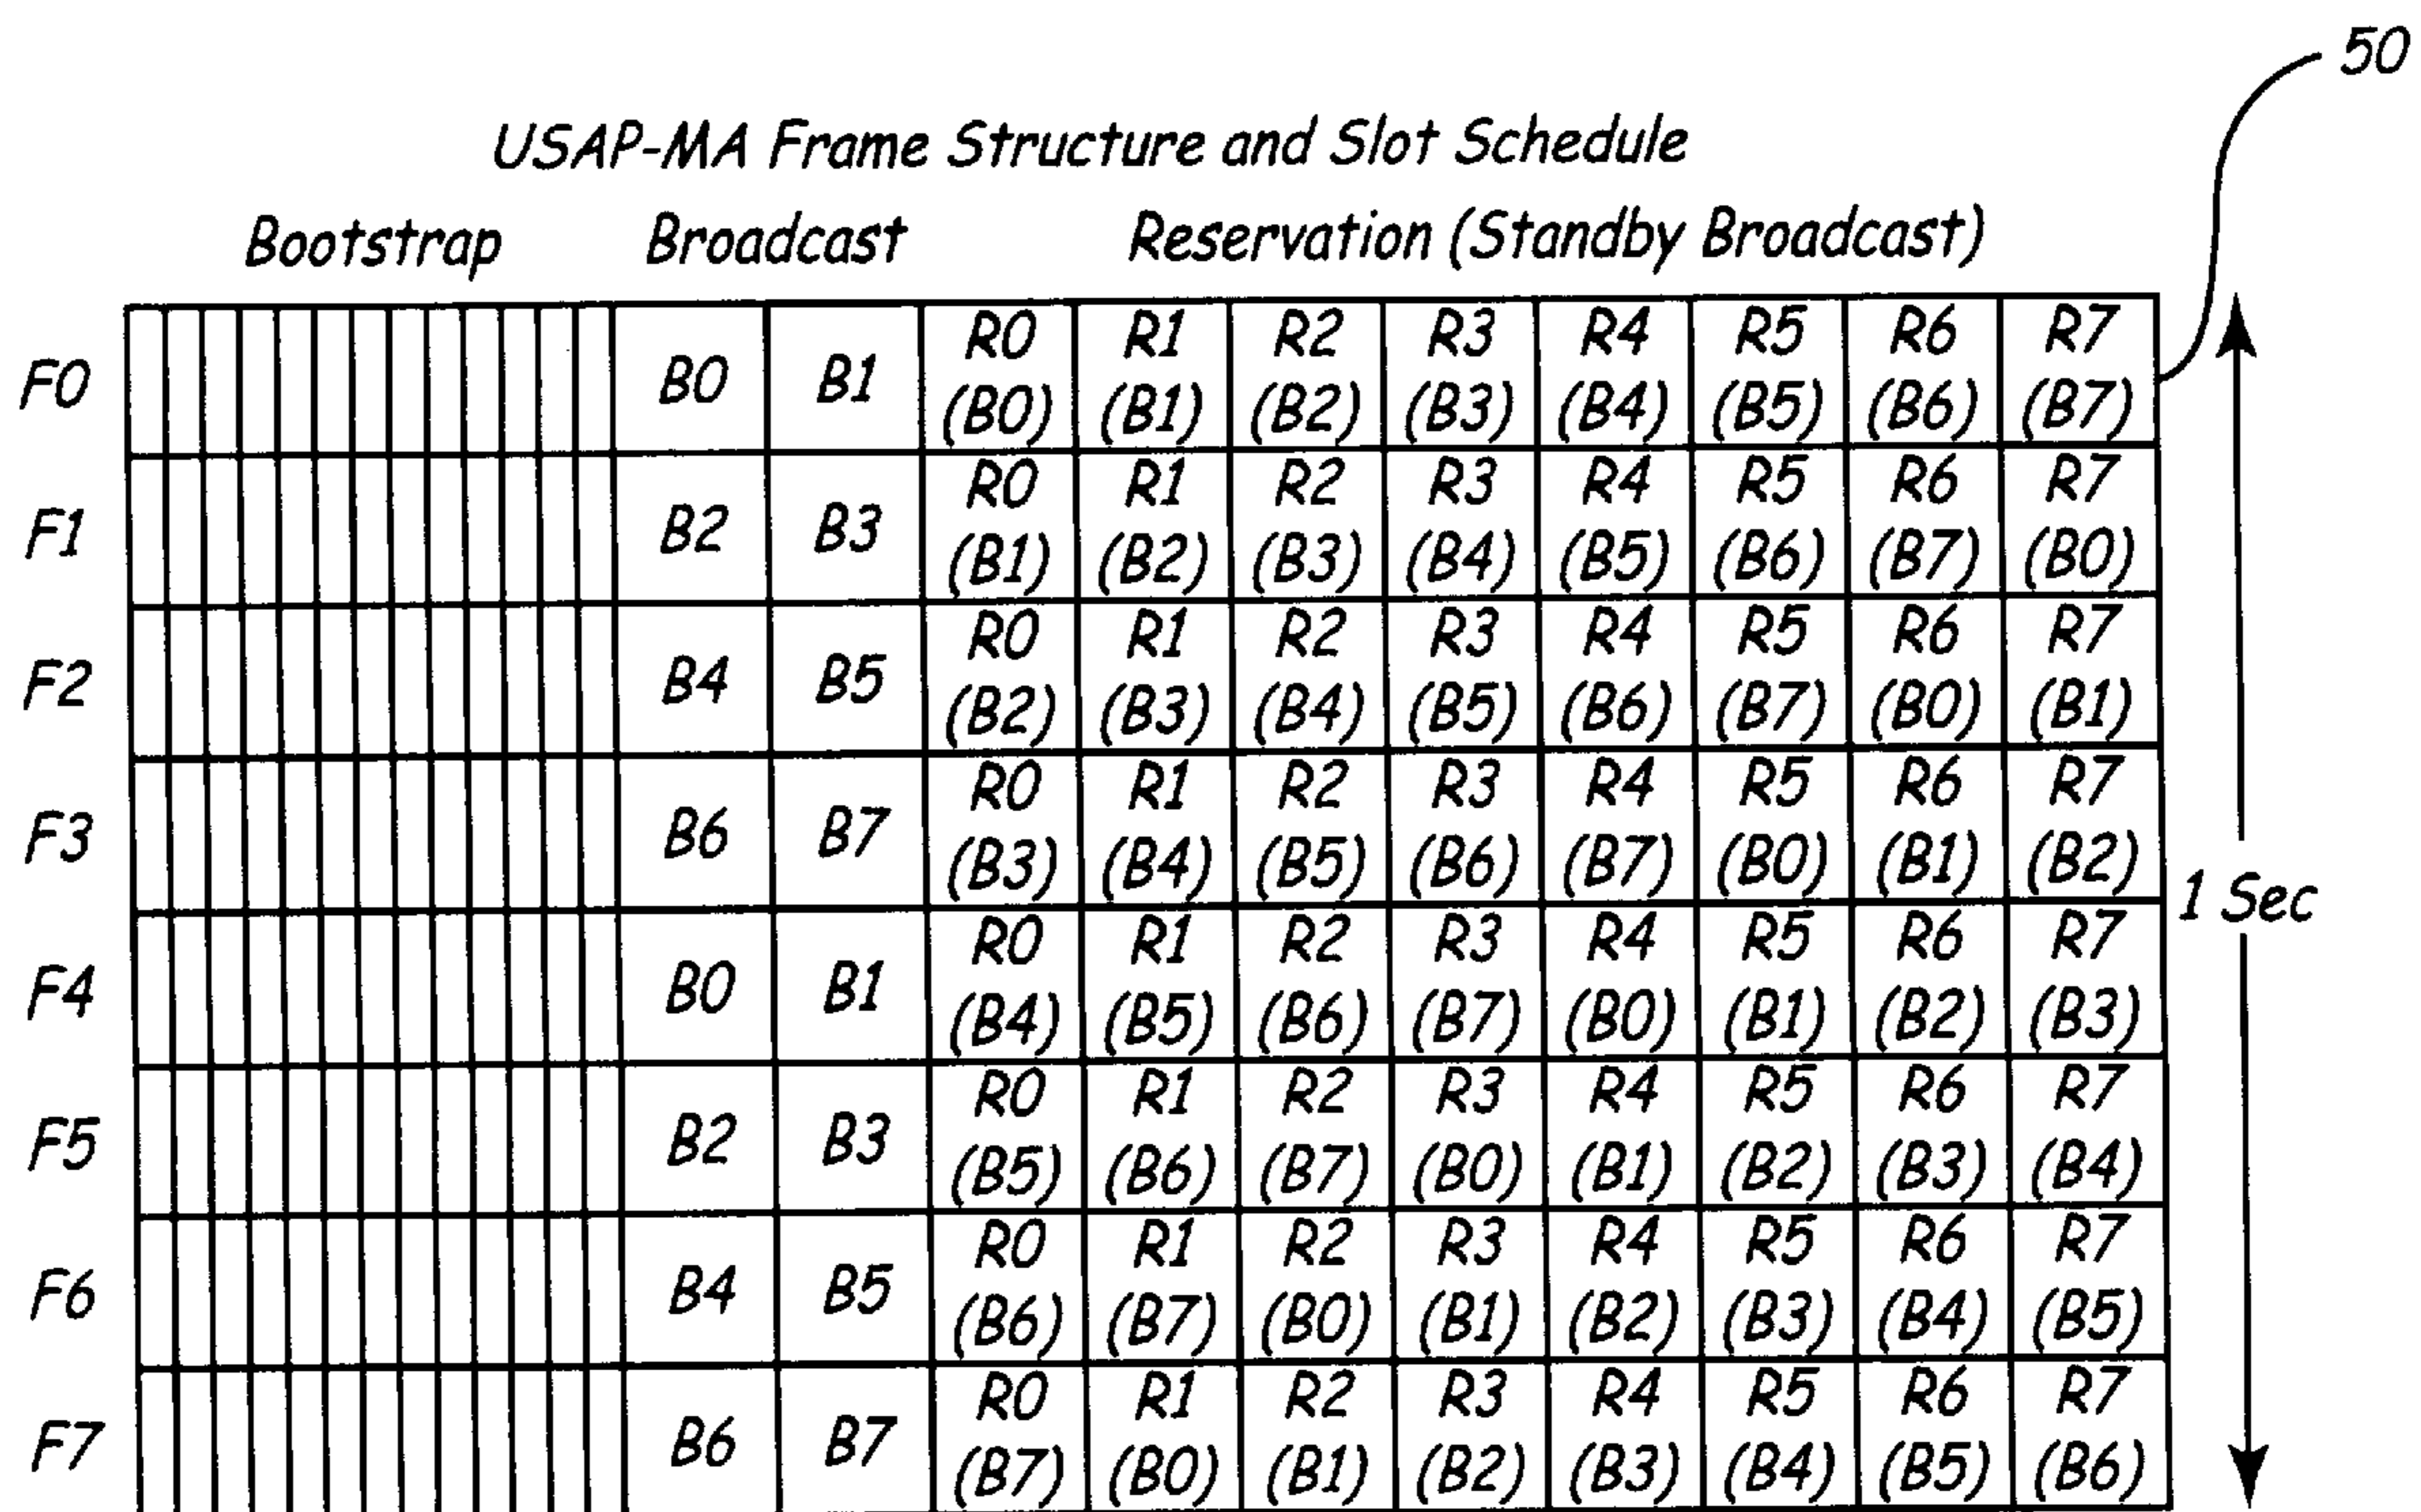 50
USAP-MA Frame Structure and Slot Schedule
Bootstrap Broadcast Reservation (Standby Broadcast)
R0 R1 R2 R3 R4 R5 R6 R7
F0 B0 B1
(B0) (B1) (B2) (B3) (B4) (B5) (B6) (B7)
R0 R1 R2 R3 R4 R5 R6 R7
F1 B2 B3
(B1) (B2) (B3) (B4) (B5) (B6) (B7) (B0)
R0 R1 R2 R3 R4 R5 R6 R7
F2 B4 B5
(B2) (B3) (B4) (B5) (B6) (B7) (B0) (B1)
R0 R1 R2 R3 R4 R5 R6 R7
F3 B6 B7
(B3) (B4) (B5) (B6) (B7) (B0) (B1) (B2)
1 Sec
R0 R1 R2 R3 R4 R5 R6 R7
F4 B0 B1
(B4) (B5) (B6) (B7) (B0) (B1) (B2) (B3)
R0 R1 R2 R3 R4 R5 R6 R7
F5 B2 B3
(B5) (B6) (B7) (B0) (B1) (B2) (B3) (B4)
R0 R1 R2 R3 R4 R5 R6 R7
F6 B4 B5
(B6) (B7) (B0) (B1) (B2) (B3) (B4) (B5)
R0 R1 R2 R3 R4 R5 R6 R7
F7 B6 B7
(B7) (B0) (B1) (B2) (B3) (B4) (B5) (B6)